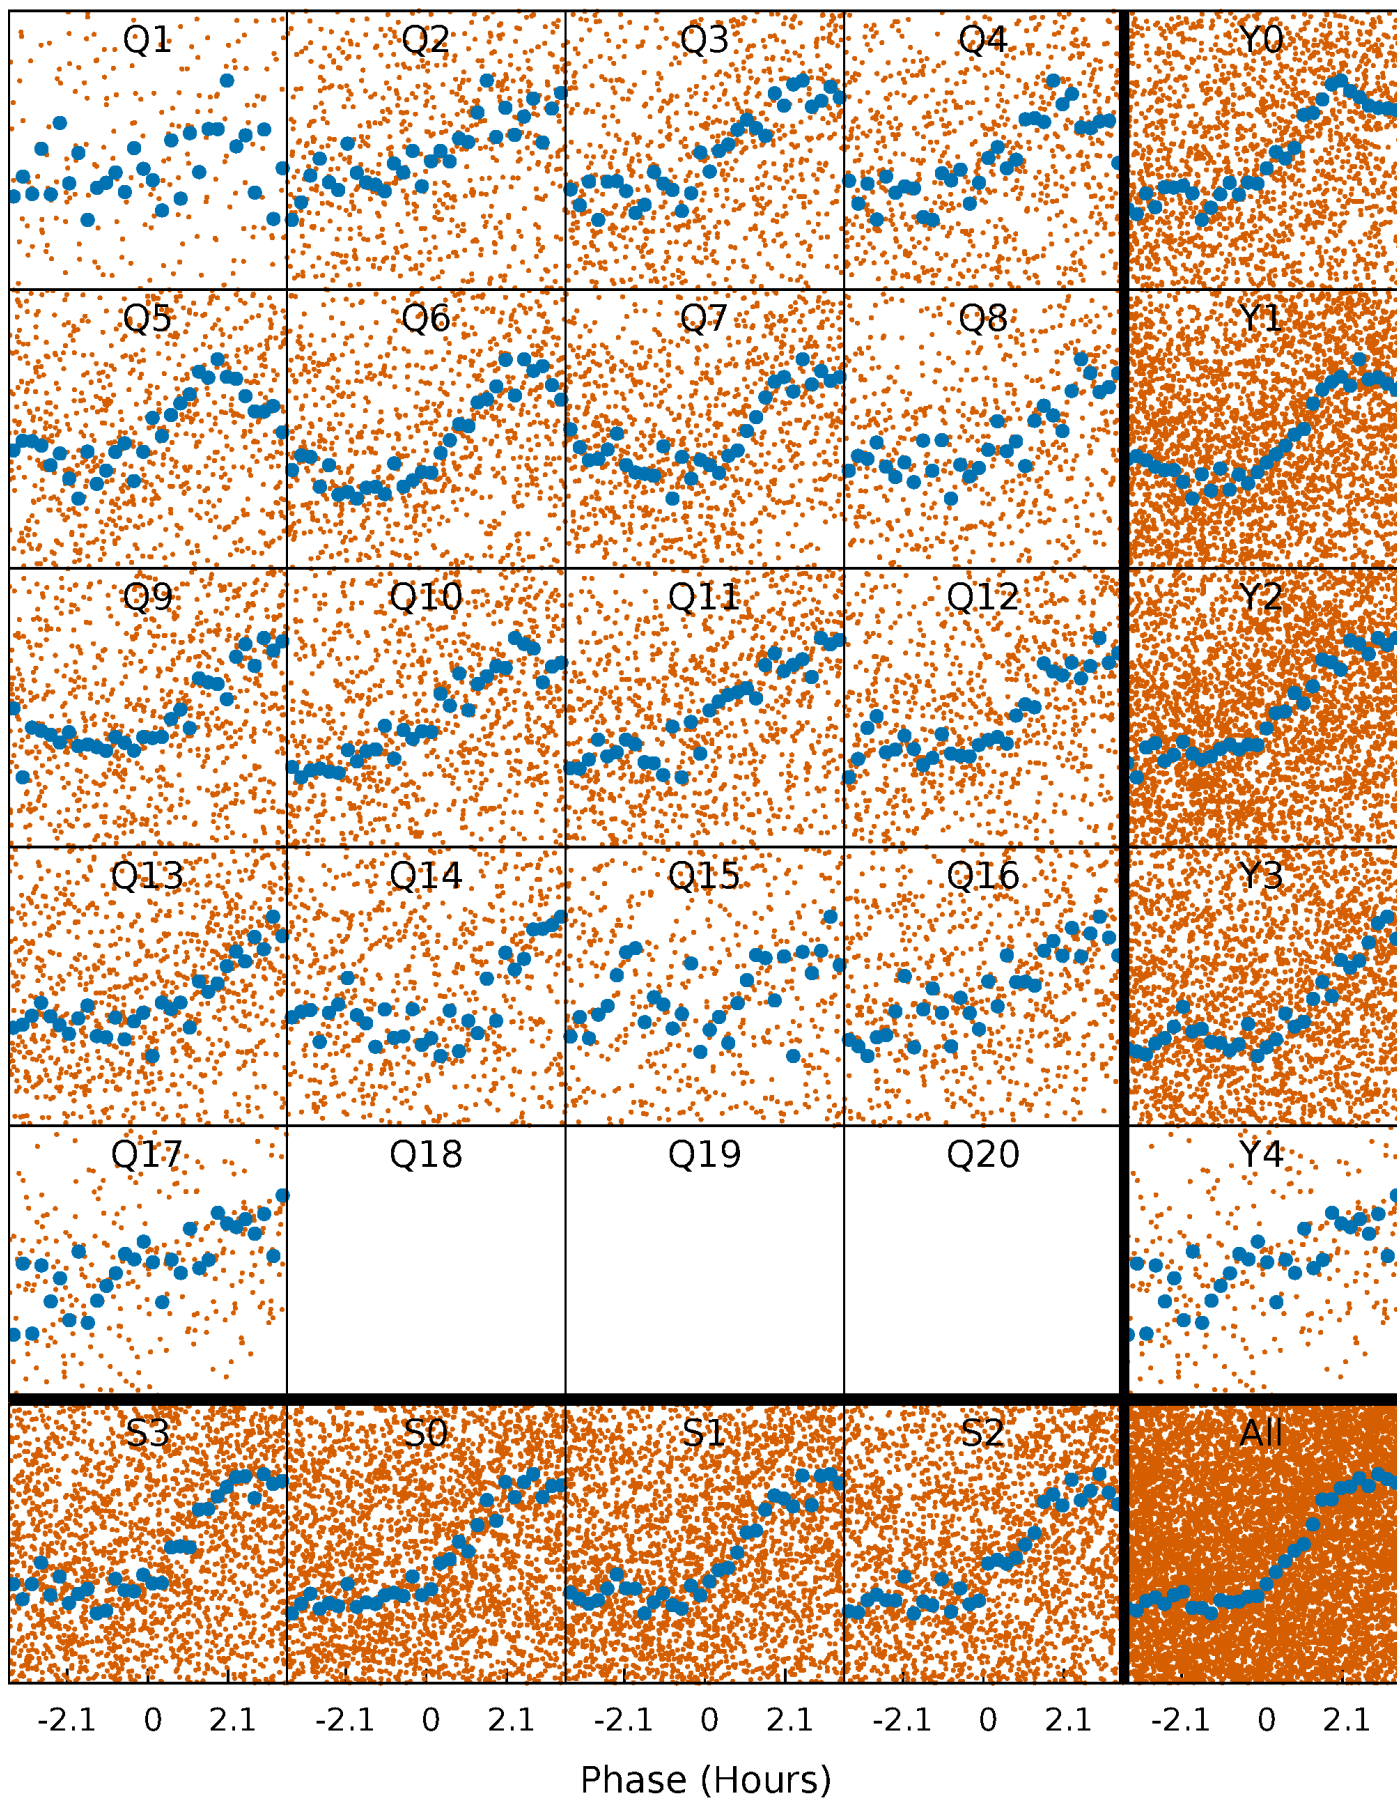 Q1 Q2 Q3 Q4 Y0
Q5 Q6 Q7 Q8 Y1
Q9 Q10 Q11 Q12 Y2
Q13 Q14 Q15 Q16 Y3
Q17 Q18 Q19 Q20 Y4
S3 S0 S1 S2 All
-2.1 0 2.1 -2.1 0 2.1 -2.1 0 2.1 -2.1 0 2.1 -2.1 0 2.1
Phase (Hours)